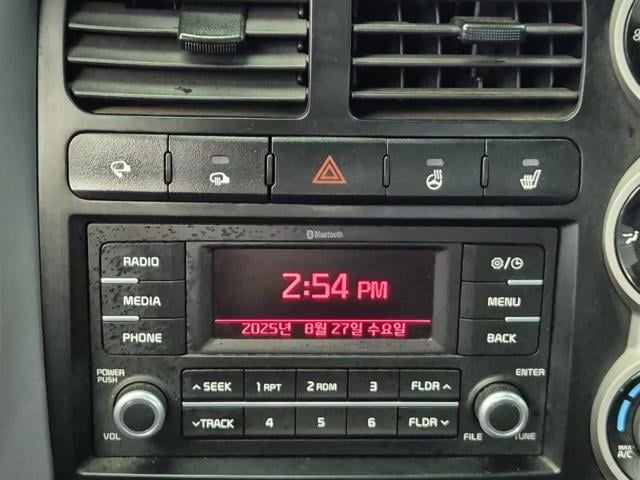 Bluetooth
RADIO
MEDIA
PHONE
2:54 PM
2025년 8월 27일 수요일
MENU
BACK
POWER
PUSH
VOL
∧SEEK
1 RPT
2 RDM
3
FLDR∧
∨TRACK
4
5
6
FLDR∨
ENTER
FILE
TUNE
MAX
A/C